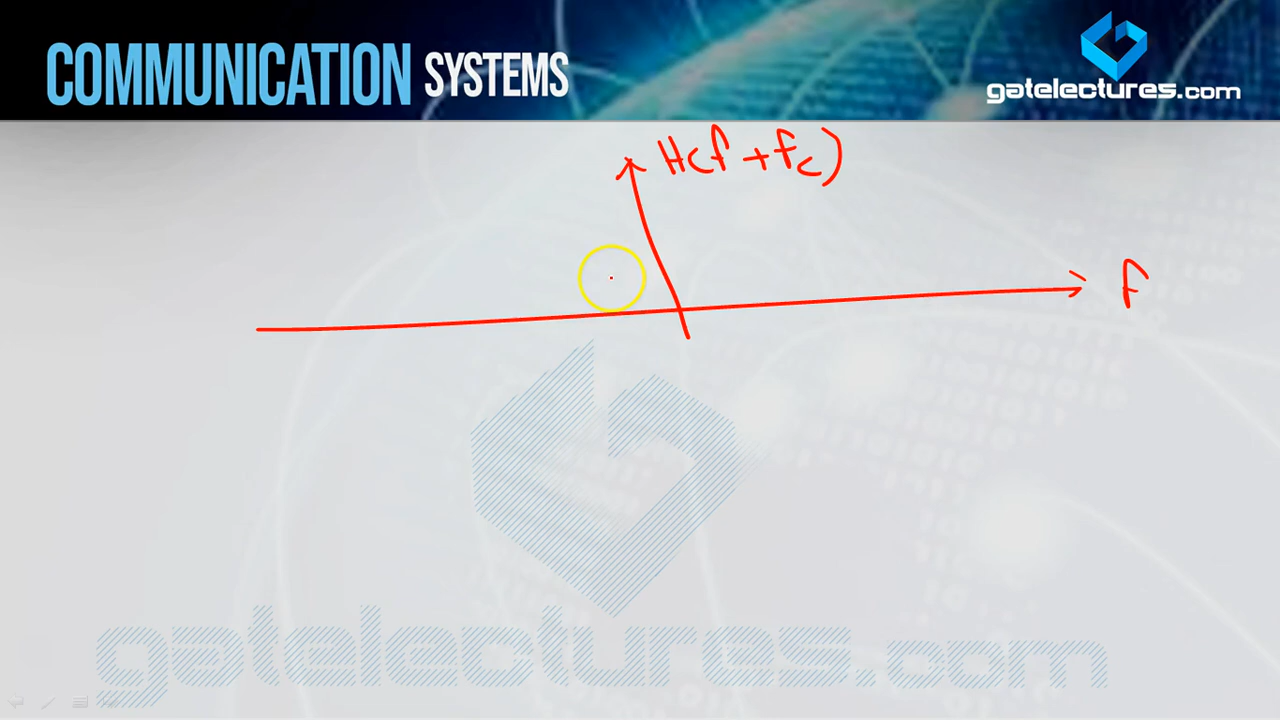 COMMUNICATION SYSTEMS
gatelectures.com
H(f + fc)
f
gatelectures.com